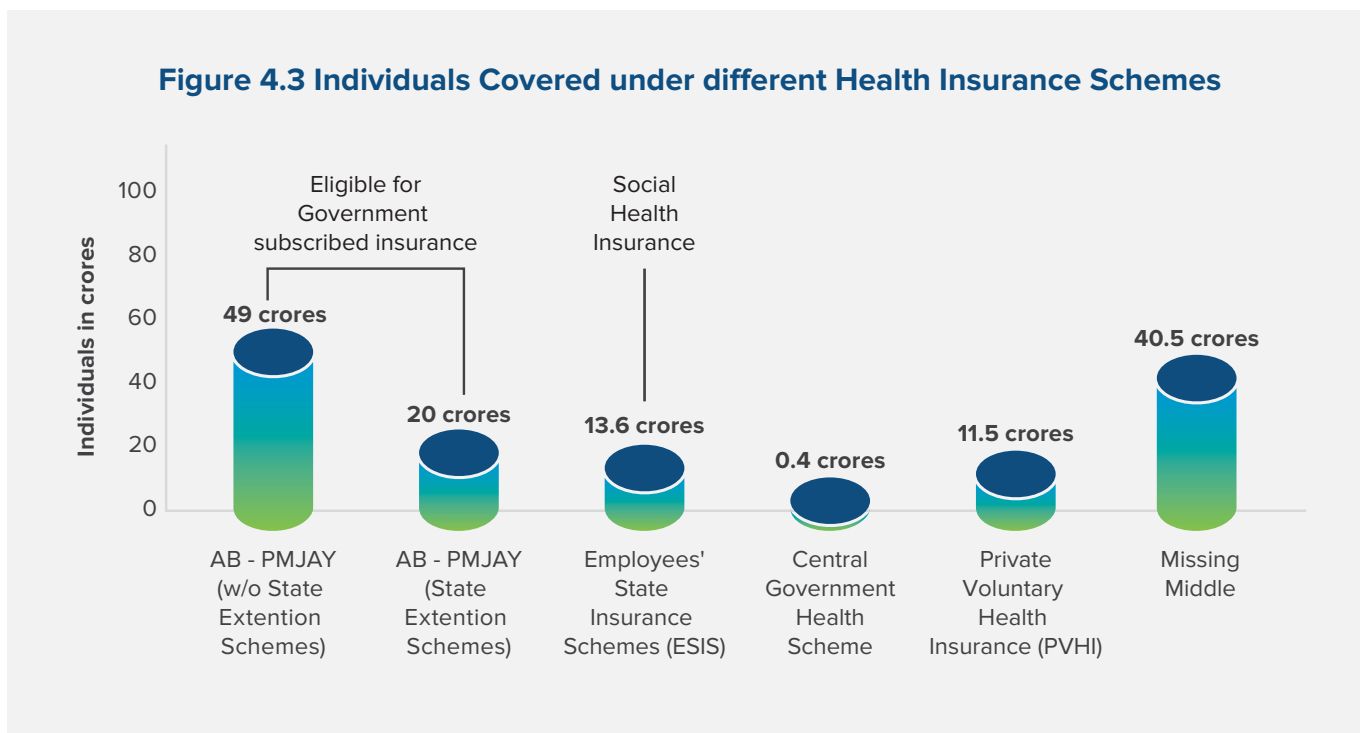 Figure 4.3 Individuals Covered under different Health Insurance Schemes
Individuals in crores
100
80
60
40
20
0
Eligible for
Government
subscribed insurance
Social
Health
Insurance
49 crores
20 crores
13.6 crores
0.4 crores
11.5 crores
40.5 crores
AB - PMJAY
(w/o State
Extention
Schemes)
AB - PMJAY
(State
Extention
Schemes)
Employees'
State
Insurance
Schemes (ESIS)
Central
Government
Health
Scheme
Private
Voluntary
Health
Insurance (PVHI)
Missing
Middle